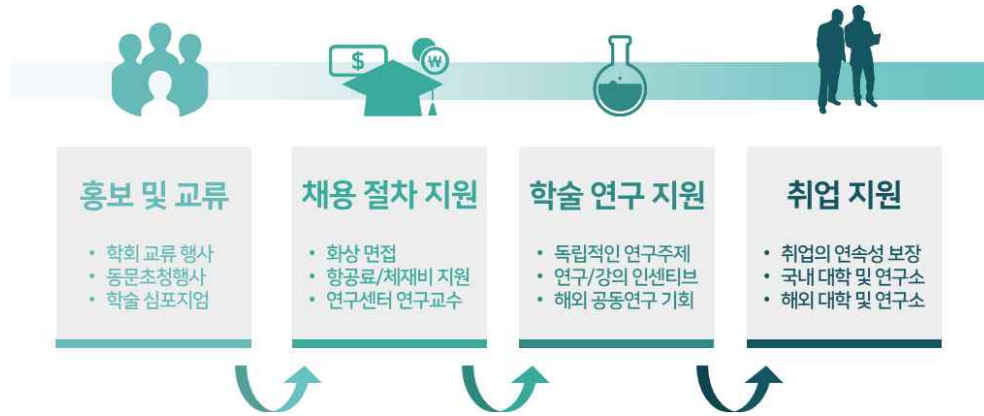 $
₩
홍보 및 교류
• 학회 교류 행사
• 동문초청행사
• 학술 심포지엄
채용 절차 지원
• 화상 면접
• 항공료/체재비 지원
• 연구센터 연구교수
학술 연구 지원
• 독립적인 연구주제
• 연구/강의 인센티브
• 해외 공동연구 기회
취업 지원
• 취업의 연속성 보장
• 국내 대학 및 연구소
• 해외 대학 및 연구소